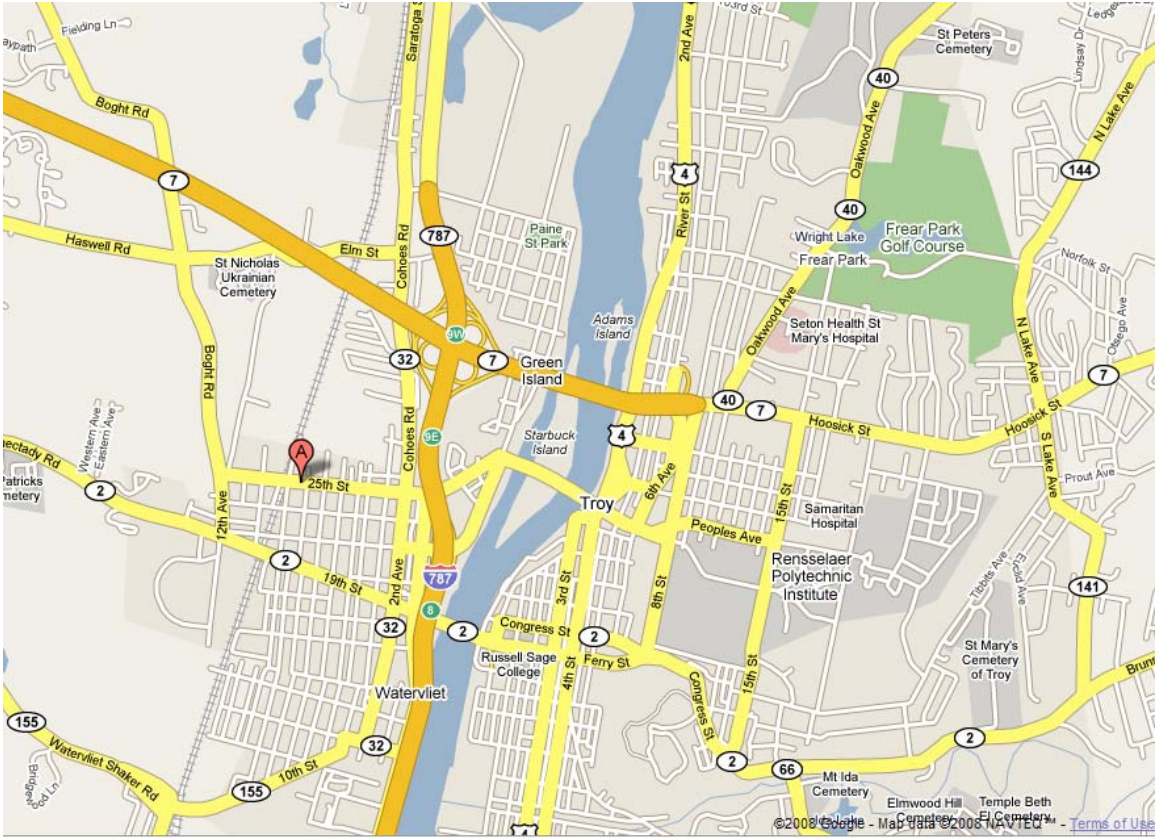 103rd St
Fielding Ln
Saratoga
2nd Ave
St Peters
Cemetery
Lindsay Dr
40
Boght Rd
Oakwood Ave
N Lake Ave
7
4
144
787
River St
40
Haswell Rd
Elm St
Cohoes Rd
Paine
St Park
Wright Lake
Frear Park
Frear Park
Golf Course
Norfolk St
St Nicholas
Ukrainian
Cemetery
Adams
Island
Oakwood Ave
Otsego Ave
9W
Seton Health St
Mary's Hospital
N Lake Ave
Boght Rd
32
7
Green
Island
7
40
7
Hoosick St
Hoosick St
Western Ave
Eastern Ave
Cohoes Rd
9E
Starbuck
Island
4
S Lake Ave
A
2
25th St
6th Ave
15th St
Prout Ave
12th Ave
Troy
Samaritan
Hospital
Peoples Ave
2
19th St
2nd Ave
787
3rd St
8th St
Rensselaer
Polytechnic
Institute
Tibbits Ave
Euclid Ave
141
8
32
2
Congress St
2
Russell Sage
College
Ferry St
4th St
St Mary's
Cemetery
of Troy
Watervliet
Congress St
15th St
155
32
2
2
66
Watervliet Shaker Rd
10th St
155
Mt Ida
Cemetery
Elmwood Hill
Cemetery
Temple Beth
El Cemetery
4
©2008 Google - Map data ©2008 NAVTEQ™ - Terms of Use